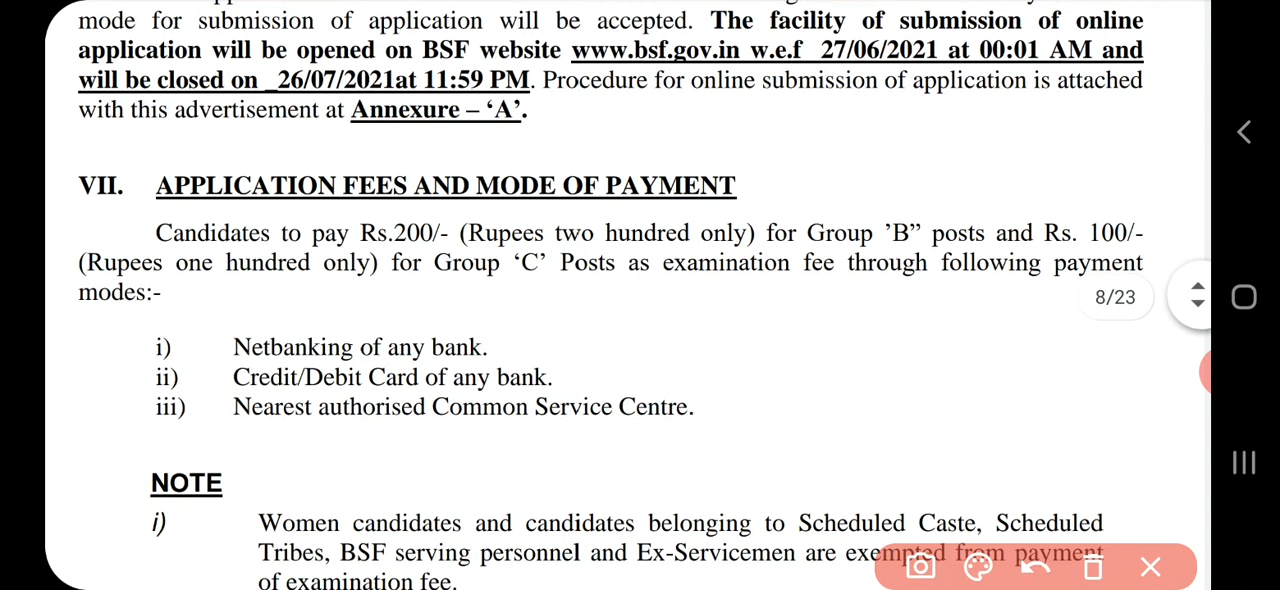 mode for submission of application will be accepted. The facility of submission of online
application will be opened on BSF website www.bsf.gov.in w.e.f 27/06/2021 at 00:01 AM and
will be closed on _26/07/2021at 11:59 PM. Procedure for online submission of application is attached
with this advertisement at Annexure – ‘A’.
VII. APPLICATION FEES AND MODE OF PAYMENT
Candidates to pay Rs.200/- (Rupees two hundred only) for Group ’B” posts and Rs. 100/-
(Rupees one hundred only) for Group ‘C’ Posts as examination fee through following payment
modes:-
8/23
i) Netbanking of any bank.
ii) Credit/Debit Card of any bank.
iii) Nearest authorised Common Service Centre.
NOTE
i) Women candidates and candidates belonging to Scheduled Caste, Scheduled
Tribes, BSF serving personnel and Ex-Servicemen are exempted from payment
of examination fee.